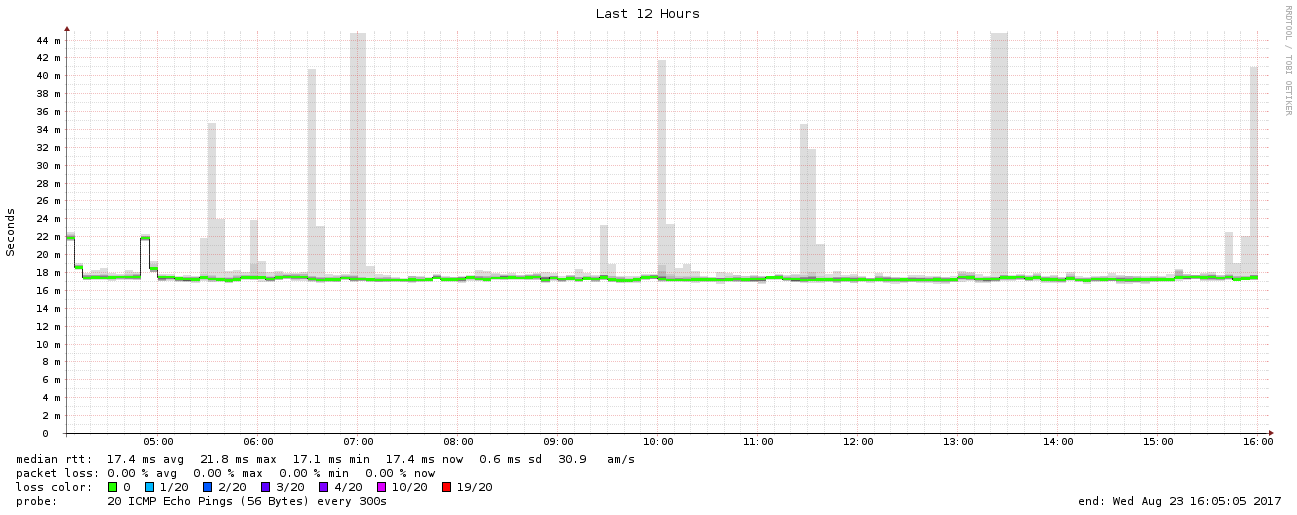 Last 12 Hours
RRDTOOL / TOBI OETIKER
Seconds
44 m
42 m
40 m
38 m
36 m
34 m
32 m
30 m
28 m
26 m
24 m
22 m
20 m
18 m
16 m
14 m
12 m
10 m
8 m
6 m
4 m
2 m
0
05:00 06:00 07:00 08:00 09:00 10:00 11:00 12:00 13:00 14:00 15:00 16:00
median rtt: 17.4 ms avg 21.8 ms max 17.1 ms min 17.4 ms now 0.6 ms sd 30.9 am/s
packet loss: 0.00 % avg 0.00 % max 0.00 % min 0.00 % now
loss color: 0 1/20 2/20 3/20 4/20 10/20 19/20
probe: 20 ICMP Echo Pings (56 Bytes) every 300s end: Wed Aug 23 16:05:05 2017